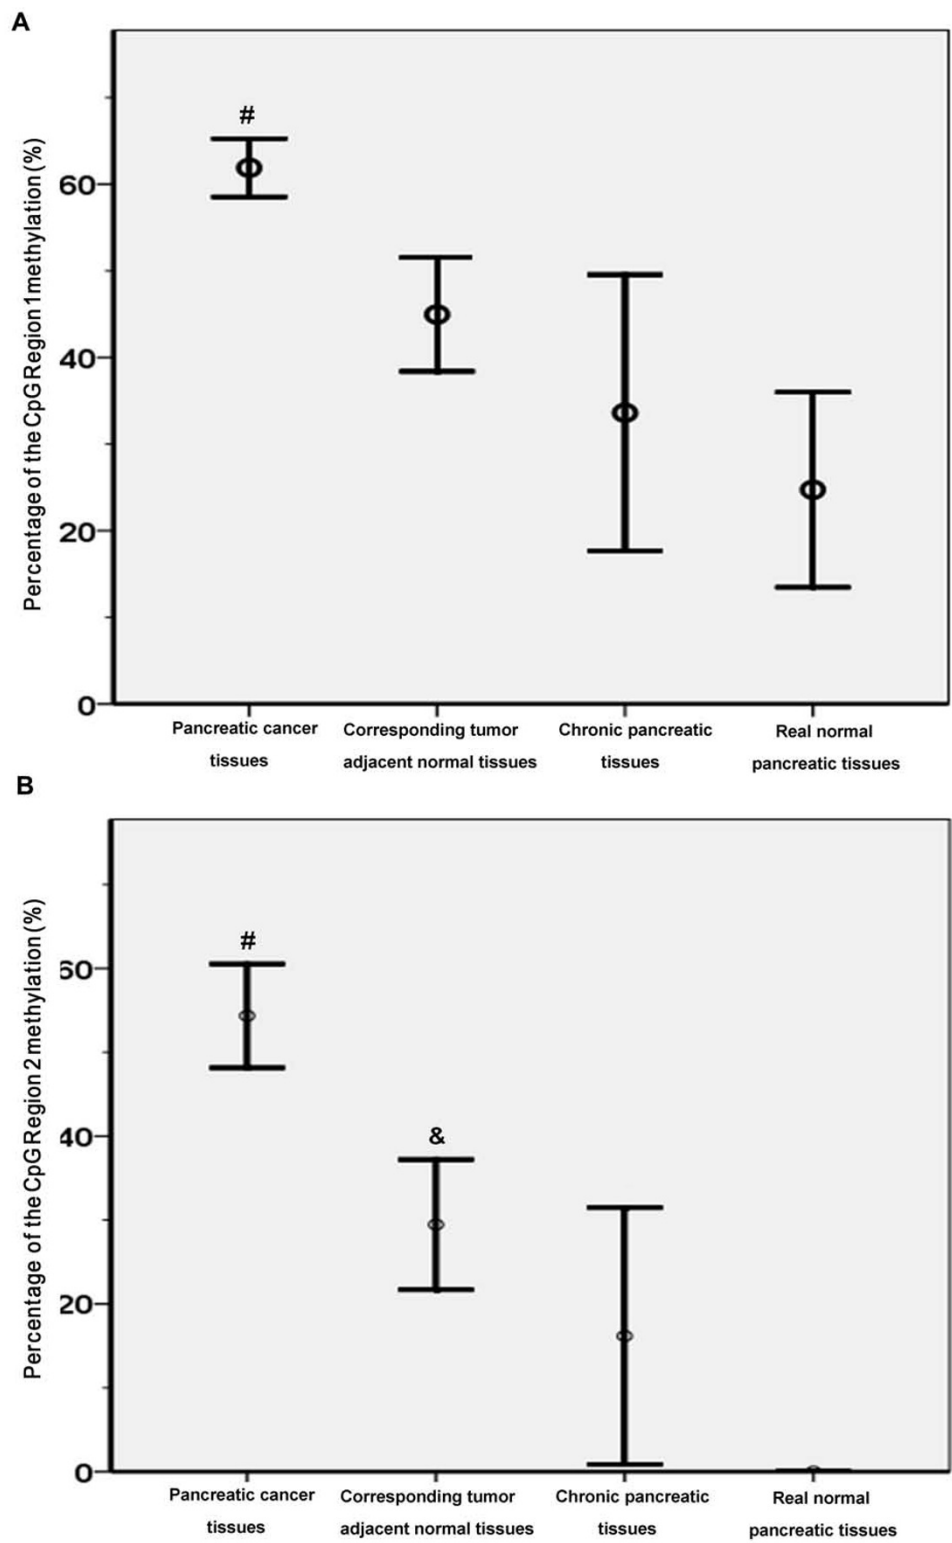 A
#
Percentage of the CpG Region 1methylation (%)
60
40
20
0
Pancreatic cancer
tissues
Corresponding tumor
adjacent normal tissues
Chronic pancreatic
tissues
Real normal
pancreatic tissues
B
#
&
Percentage of the CpG Region 2 methylation (%)
60
40
20
0
Pancreatic cancer
tissues
Corresponding tumor
adjacent normal tissues
Chronic pancreatic
tissues
Real normal
pancreatic tissues